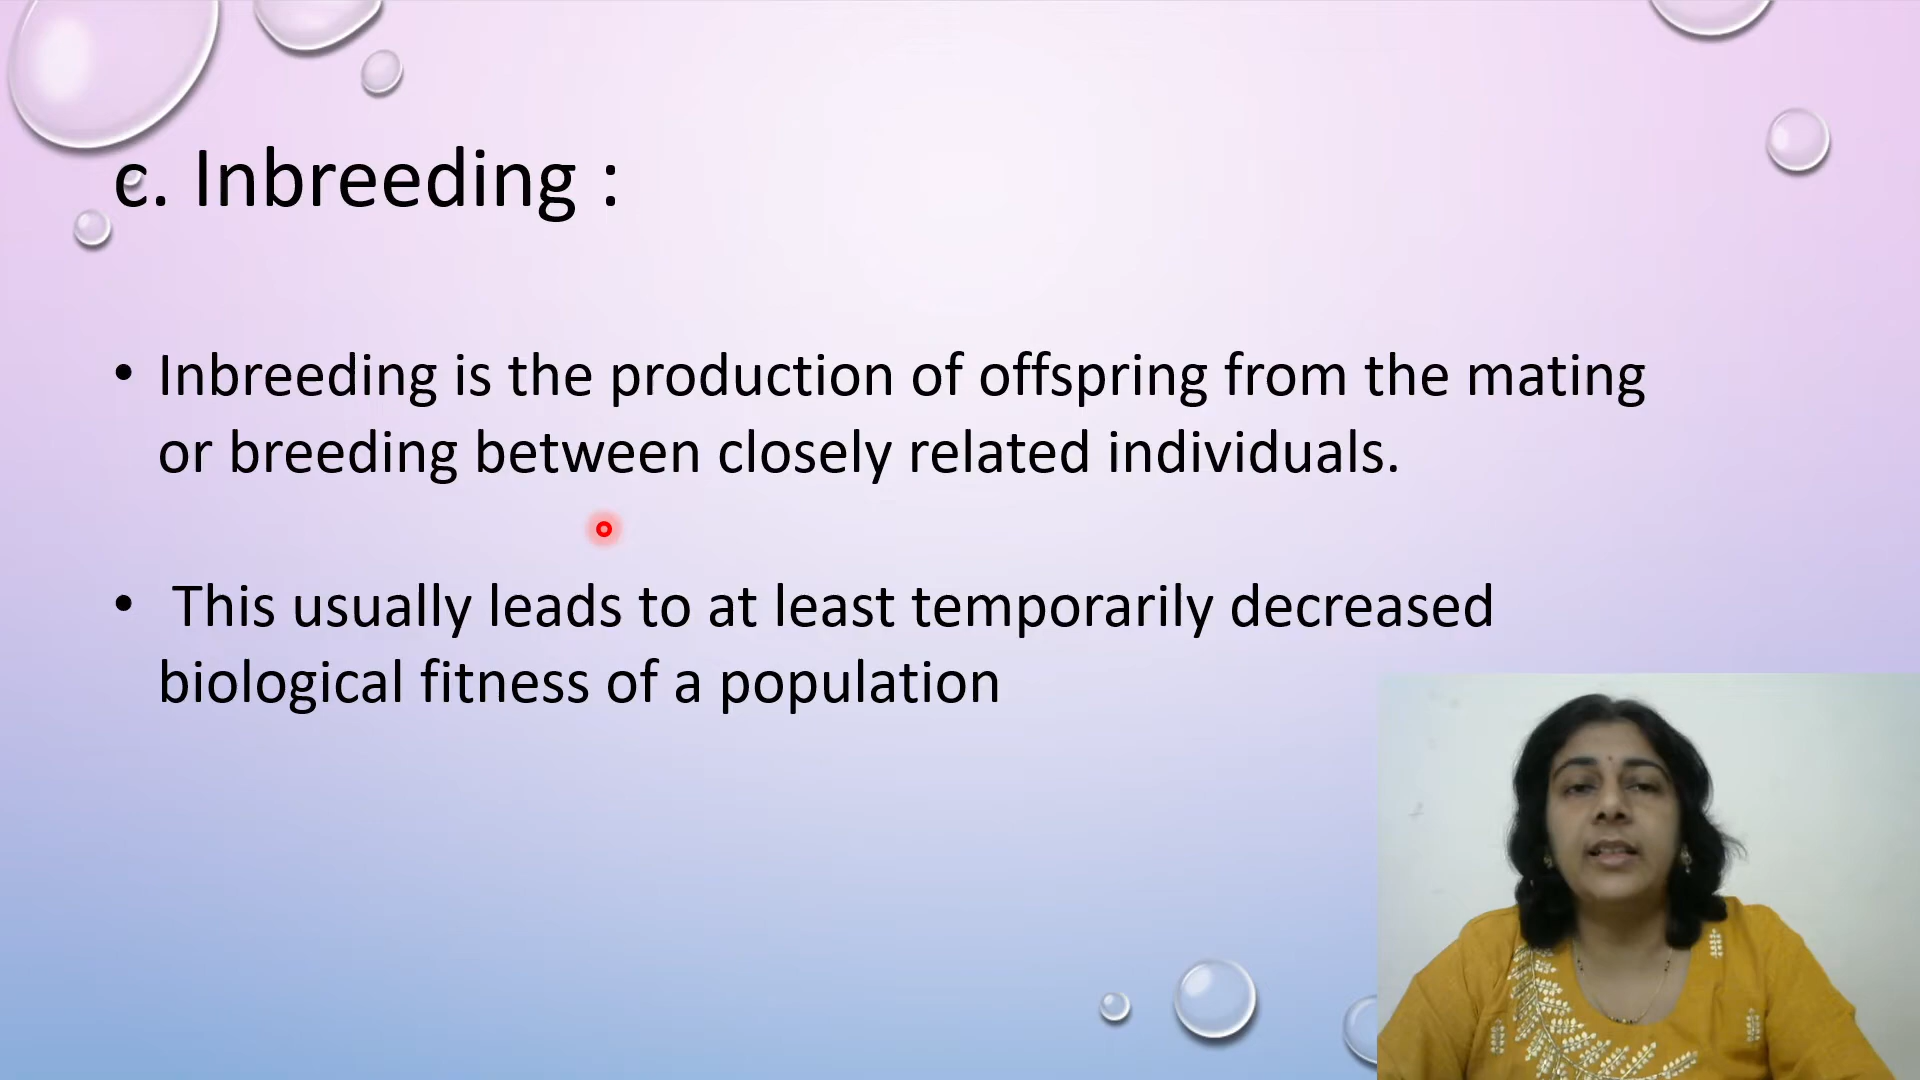 c. Inbreeding :
• Inbreeding is the production of offspring from the mating
or breeding between closely related individuals.
• This usually leads to at least temporarily decreased
biological fitness of a population